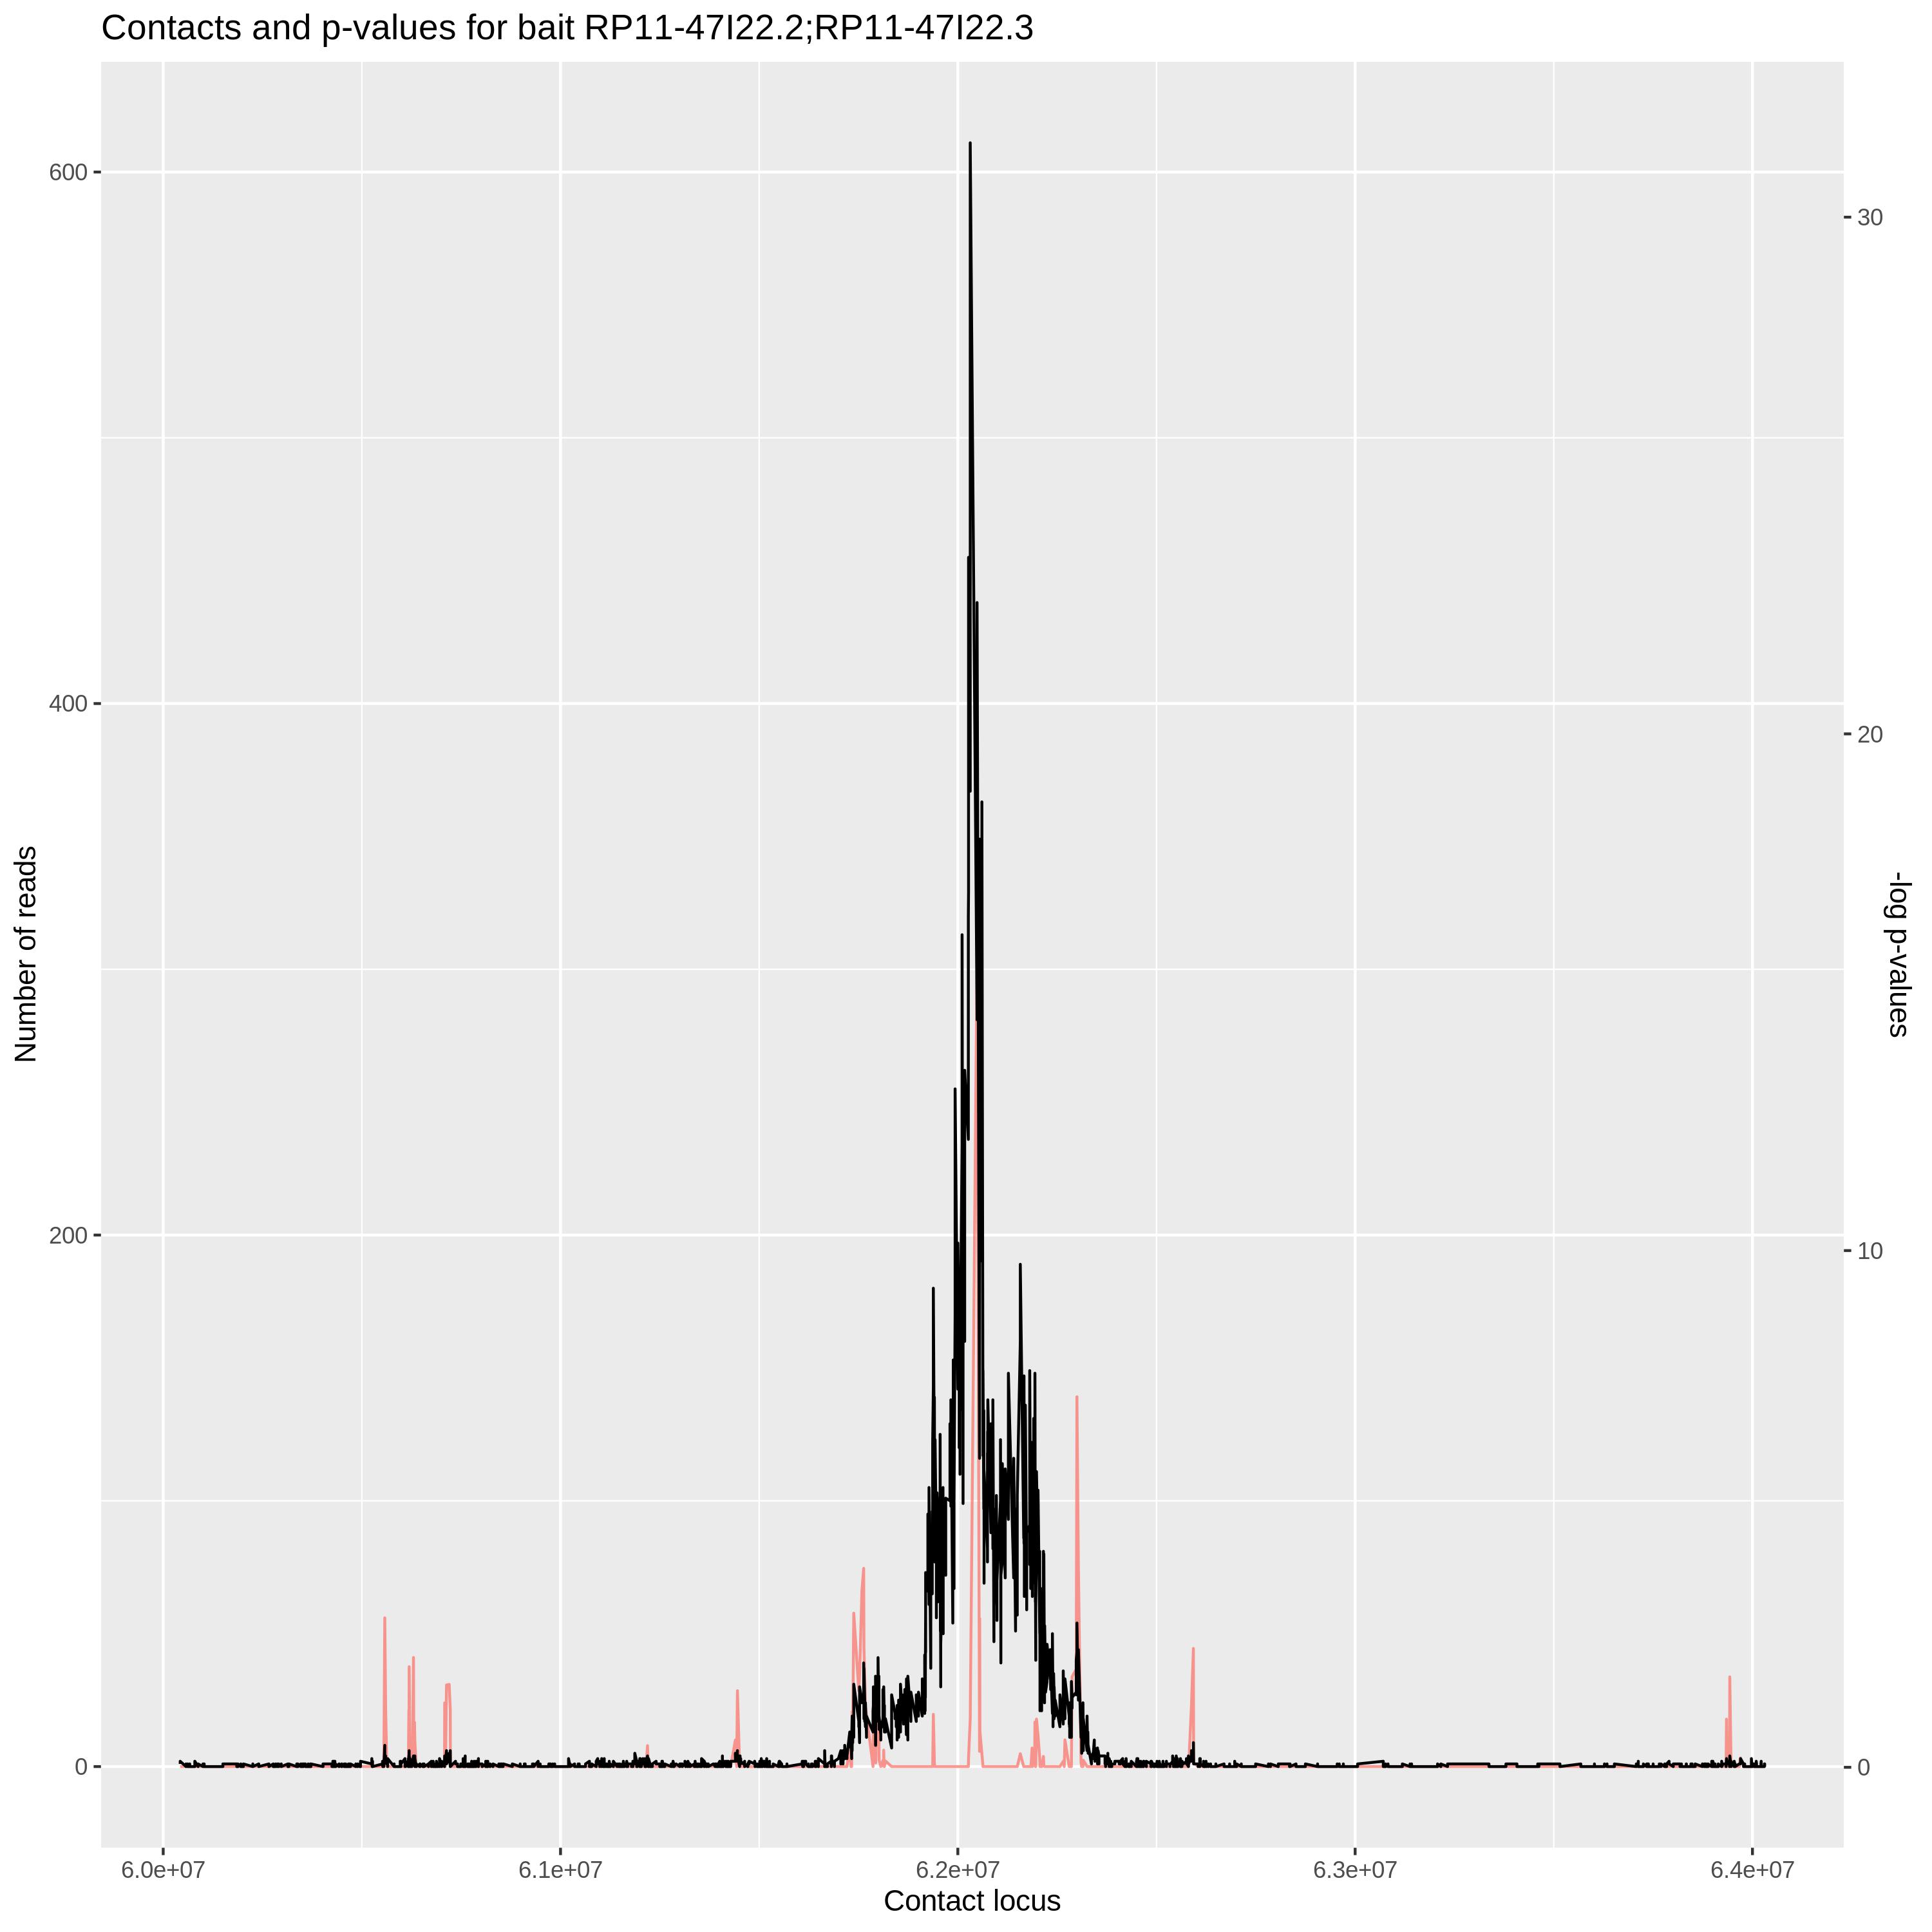 Contacts and p-values for bait RP11-47I22.2;RP11-47I22.3
600
400
200
0
30
20
10
0
Number of reads
-log p-values
6.0e+07
6.1e+07
6.2e+07
6.3e+07
6.4e+07
Contact locus